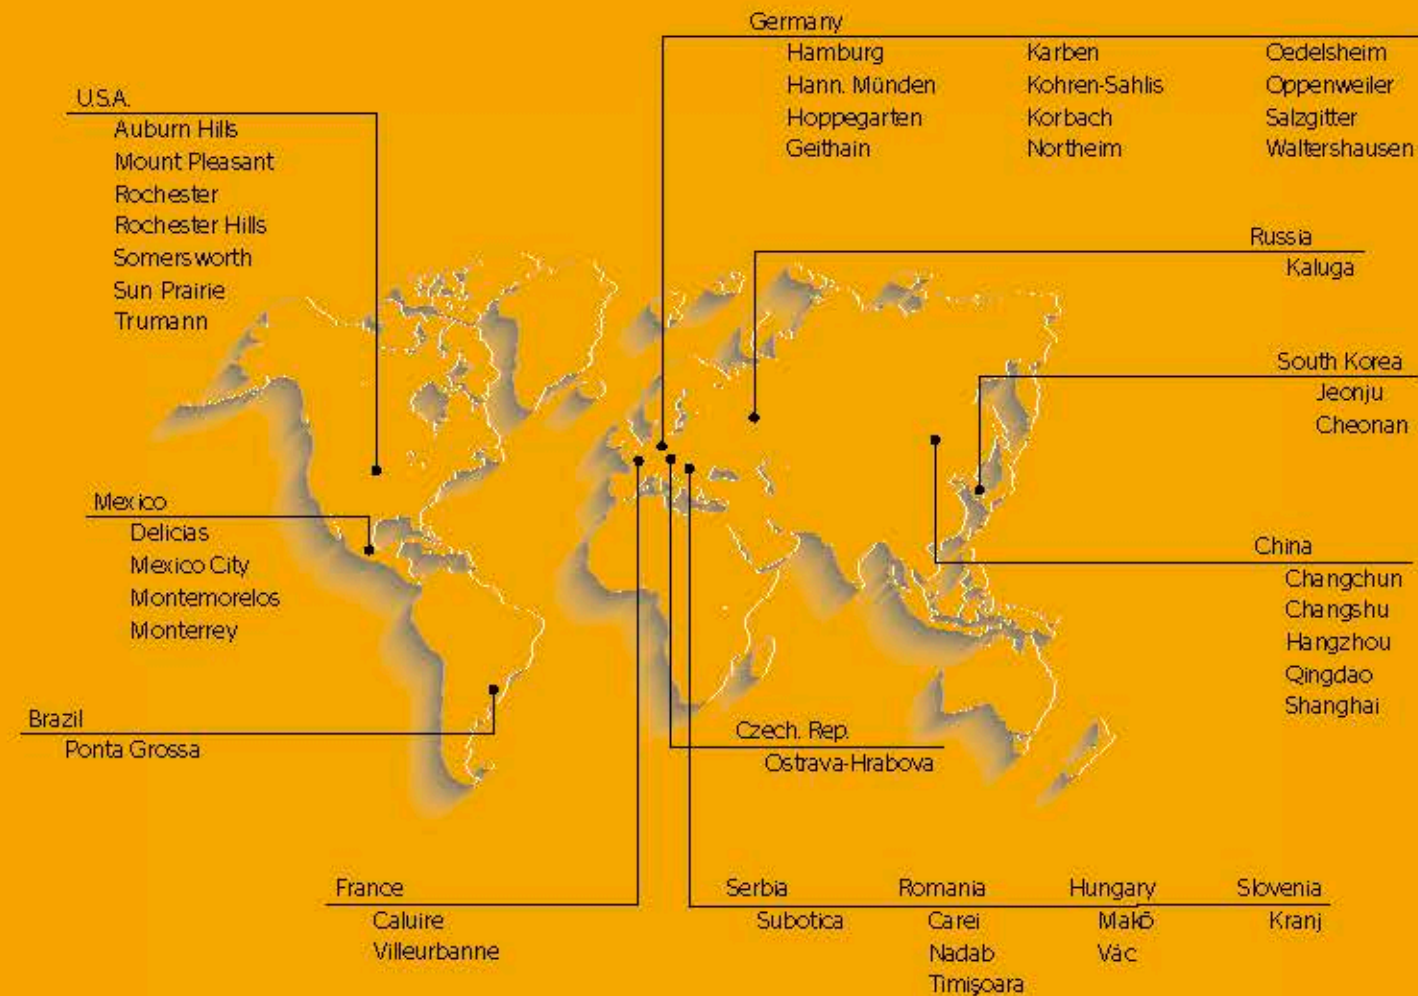 Germany
Hamburg
Hann. Münden
Hoppegarten
Geithain
Karben
Kohren-Sahlis
Korbach
Northeim
Oedelsheim
Oppenweiler
Salzgitter
Waltershausen
U.S.A.
Auburn Hills
Mount Pleasant
Rochester
Rochester Hills
Somersworth
Sun Prairie
Trumann
Russia
Kaluga
South Korea
Jeonju
Cheonan
Mexico
Delicias
Mexico City
Montemorelos
Monterrey
China
Changchun
Changshu
Hangzhou
Qingdao
Shanghai
Brazil
Ponta Grossa
Czech. Rep.
Ostrava-Hrabova
France
Caluire
Villeurbanne
Serbia
Subotica
Romania
Carei
Nadab
Timişoara
Hungary
Makő
Vác
Slovenia
Kranj